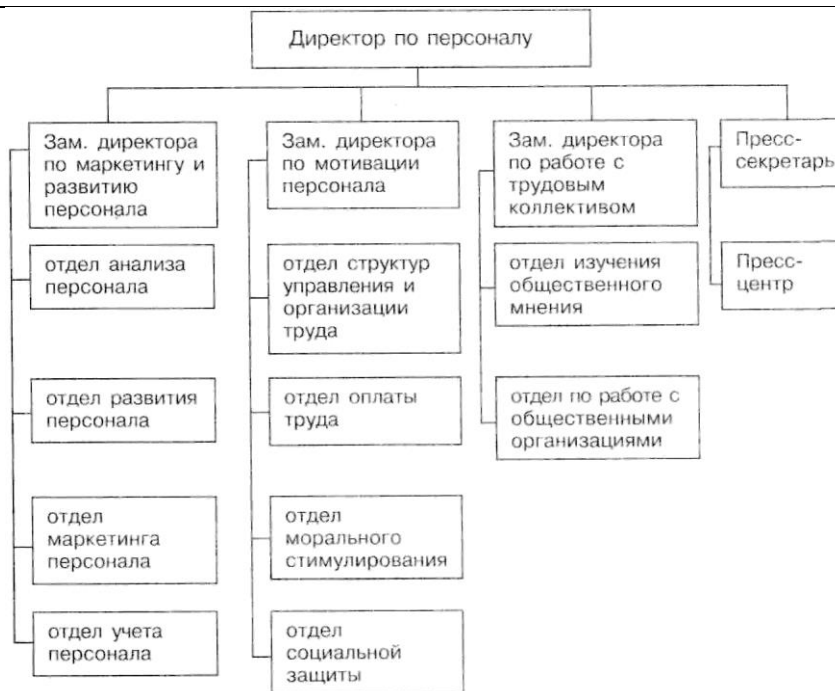 Директор по персоналу
Зам. директора
по маркетингу и
развитию
персонала
отдел анализа
персонала
отдел развития
персонала
отдел
маркетинга
персонала
отдел учета
персонала
Зам. директора
по мотивации
персонала
отдел структур
управления и
организации
труда
отдел оплаты
труда
отдел
морального
стимулирования
отдел
социальной
защиты
Зам. директора
по работе с
трудовым
коллективом
отдел изучения
общественного
мнения
отдел по работе с
общественными
организациями
Пресс-
секретарь
Пресс-
центр